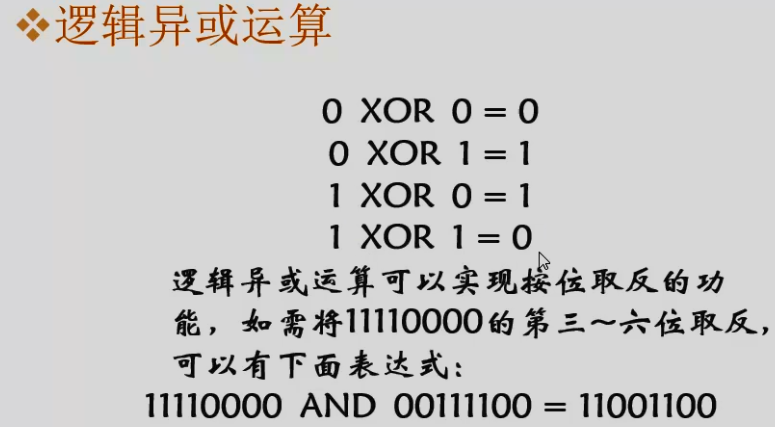 ❖逻辑异或运算
0 XOR 0 = 0
0 XOR 1 = 1
1 XOR 0 = 1
1 XOR 1 = 0
逻辑异或运算可以实现按位取反的功
能，如需将11110000的第三～六位取反，
可以有下面表达式：
11110000 AND 00111100 = 11001100